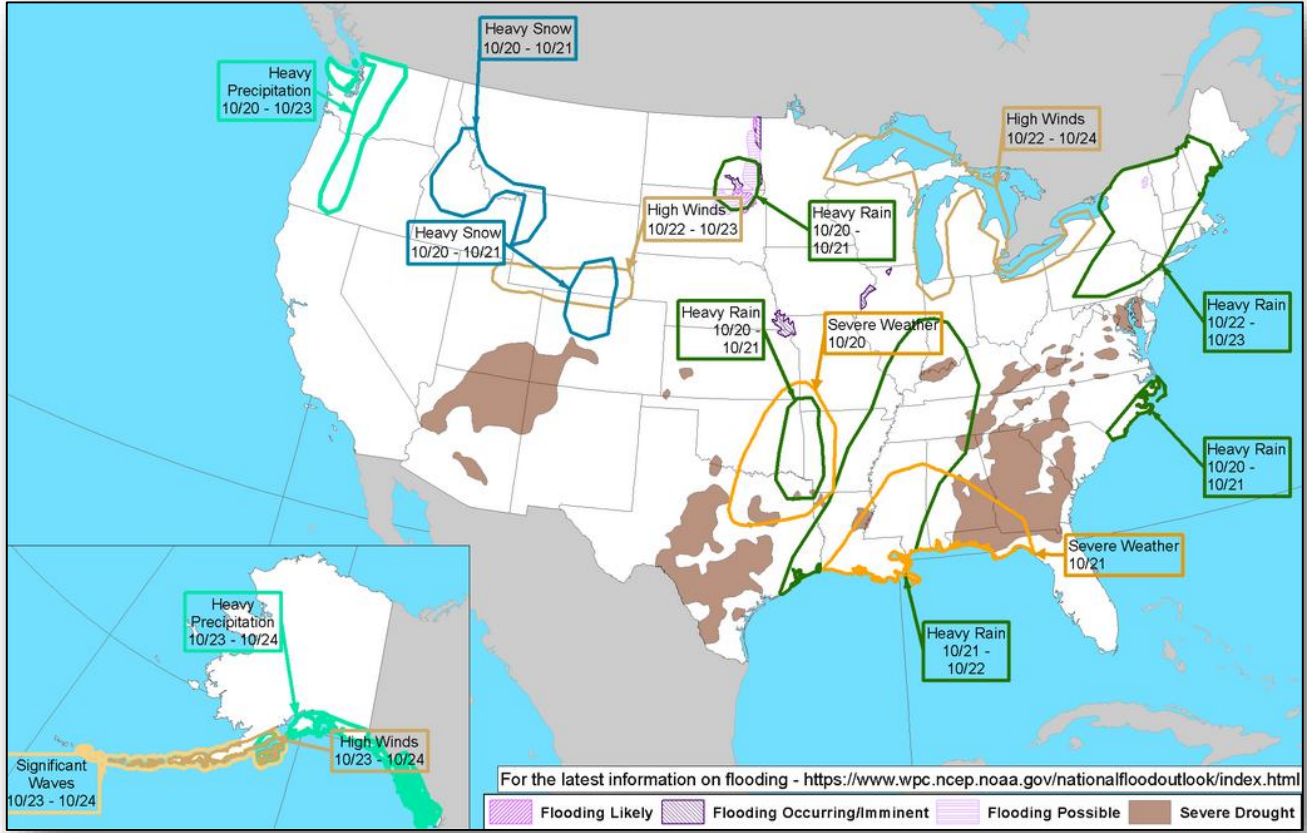 Heavy Snow
10/20 - 10/21
Heavy
Precipitation
10/20 - 10/23
High Winds
10/22 - 10/24
Heavy Snow
10/20 - 10/21
High Winds
10/22 - 10/23
Heavy Rain
10/20 -
10/21
Heavy Rain
10/20 -
10/21
Severe Weather
10/20
Heavy Rain
10/22 -
10/23
Heavy Rain
10/20 -
10/21
Severe Weather
10/21
Heavy Rain
10/21 -
10/22
Heavy
Precipitation
10/23 - 10/24
High Winds
10/23 - 10/24
Significant
Waves
10/23 - 10/24
For the latest information on flooding - https://www.wpc.ncep.noaa.gov/nationalfloodoutlook/index.html
Flooding Likely Flooding Occurring/Imminent Flooding Possible Severe Drought